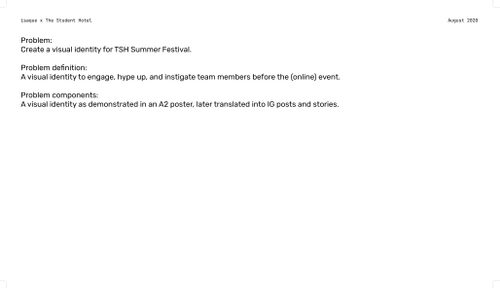 x The Student Hotel
August 2020
Problem:
Create a visual identity for TSH Summer Festival.
Problem definition:
A visual identity to engage, hype up, and instigate team members before the (online) event.
Problem components:
A visual identity as demonstrated in an A2 poster, later translated into IG posts and stories.